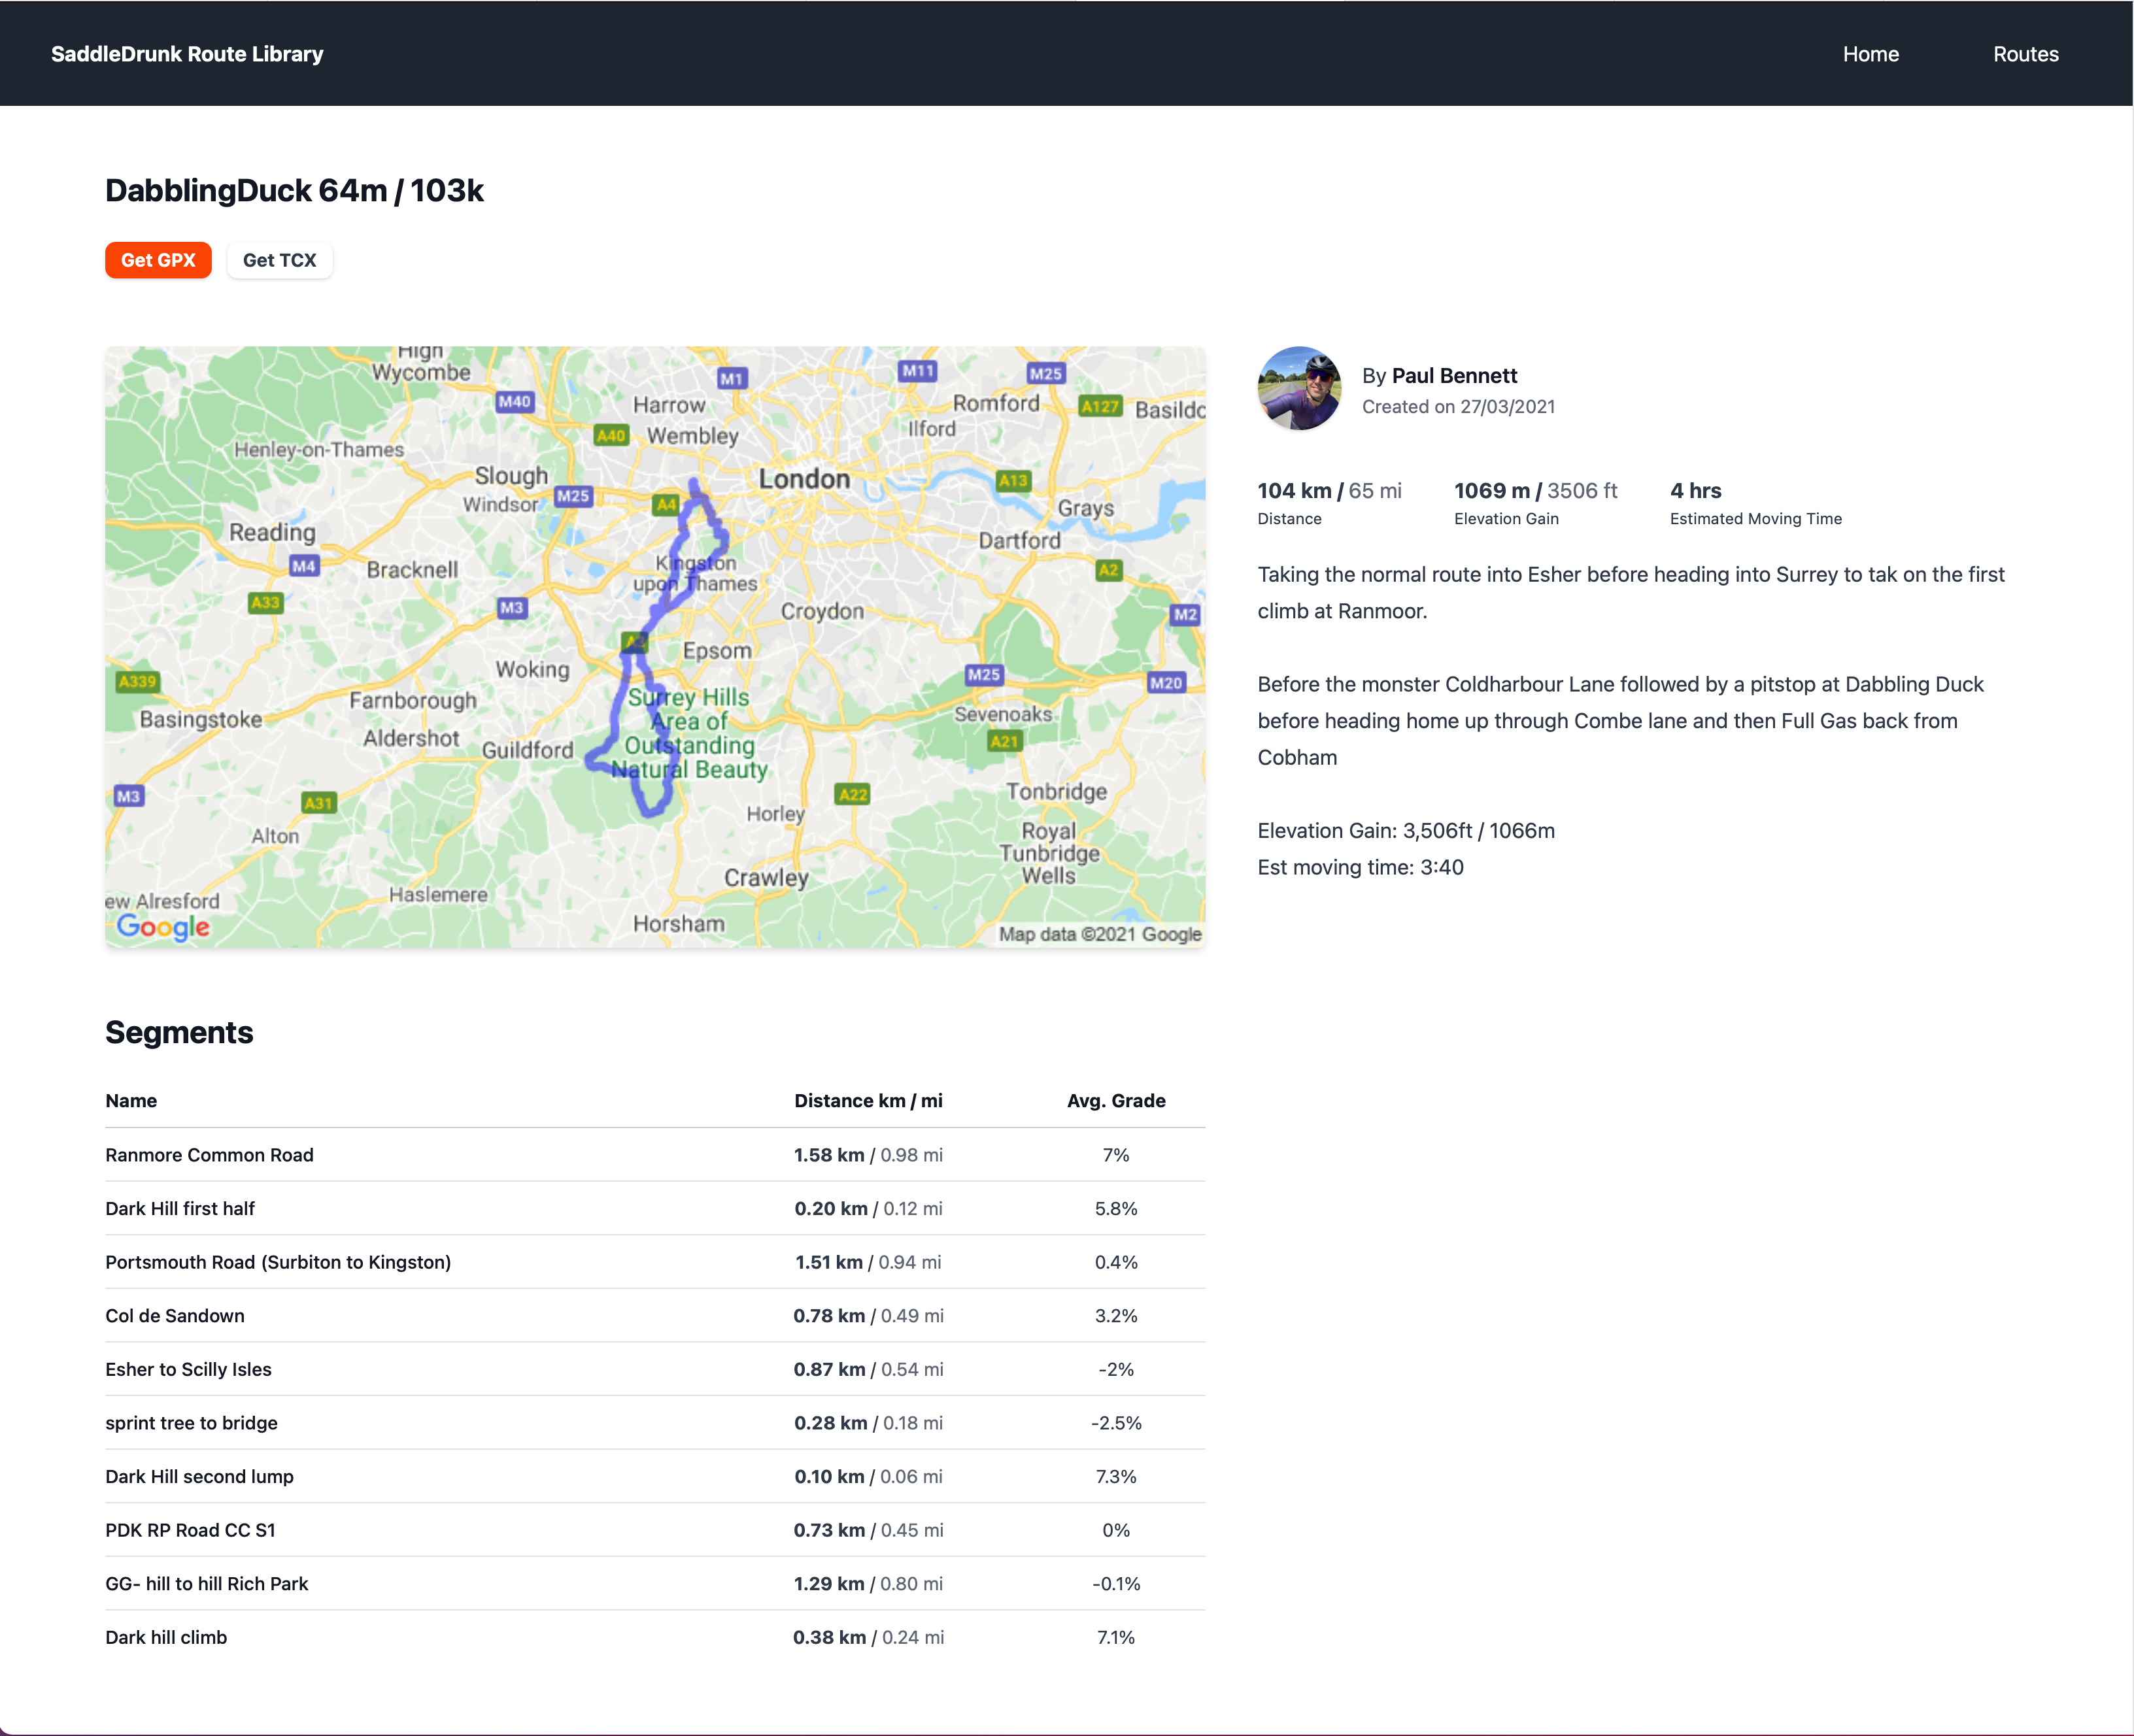 SaddleDrunk Route Library
Home
Routes
DabblingDuck 64m / 103k
Get GPX
Get TCX
High
Wycombe
M40
M1
M11
M25
Harrow
Romford
A127
Basildo
A40
Wembley
Ilford
Henley-on-Thames
Slough
London
Windsor
M25
A4
A13
Grays
Reading
Dartford
M4
Bracknell
Kingston
upon Thames
A2
A33
M3
Croydon
M2
A3
Epsom
Woking
M25
M20
A339
Farnborough
Surrey Hills
Area of
Outstanding
Natural Beauty
Basingstoke
Sevenoaks
Aldershot
Guildford
A21
M3
A31
A22
Tonbridge
Horley
Alton
Royal
Tunbridge
Wells
Crawley
Haslemere
ew Alresford
Horsham
Google
Map data ©2021 Google
By Paul Bennett
Created on 27/03/2021
104 km / 65 mi
Distance
1069 m / 3506 ft
Elevation Gain
4 hrs
Estimated Moving Time
Taking the normal route into Esher before heading into Surrey to tak on the first
climb at Ranmoor.
Before the monster Coldharbour Lane followed by a pitstop at Dabbling Duck
before heading home up through Combe lane and then Full Gas back from
Cobham
Elevation Gain: 3,506ft / 1066m
Est moving time: 3:40
Segments
Name Distance km / mi Avg. Grade
Ranmore Common Road 1.58 km / 0.98 mi 7%
Dark Hill first half 0.20 km / 0.12 mi 5.8%
Portsmouth Road (Surbiton to Kingston) 1.51 km / 0.94 mi 0.4%
Col de Sandown 0.78 km / 0.49 mi 3.2%
Esher to Scilly Isles 0.87 km / 0.54 mi -2%
sprint tree to bridge 0.28 km / 0.18 mi -2.5%
Dark Hill second lump 0.10 km / 0.06 mi 7.3%
PDK RP Road CC S1 0.73 km / 0.45 mi 0%
GG- hill to hill Rich Park 1.29 km / 0.80 mi -0.1%
Dark hill climb 0.38 km / 0.24 mi 7.1%